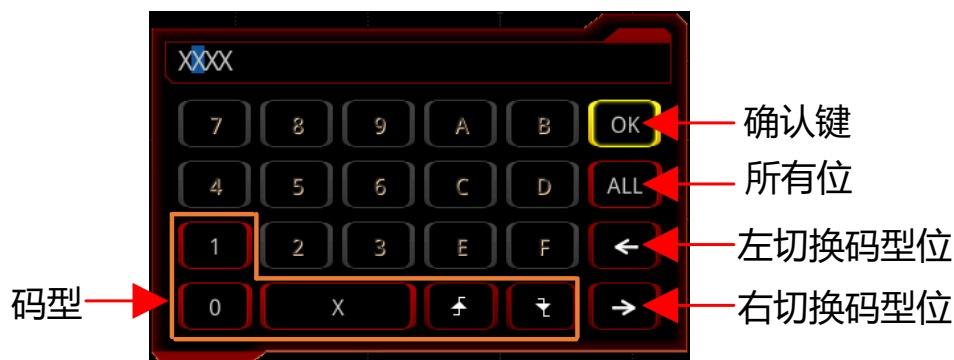 XXXX
7 8 9 A B OK 确认键
4 5 6 C D ALL 所有位
1 2 3 E F ← 左切换码型位
码型 0 X → 右切换码型位